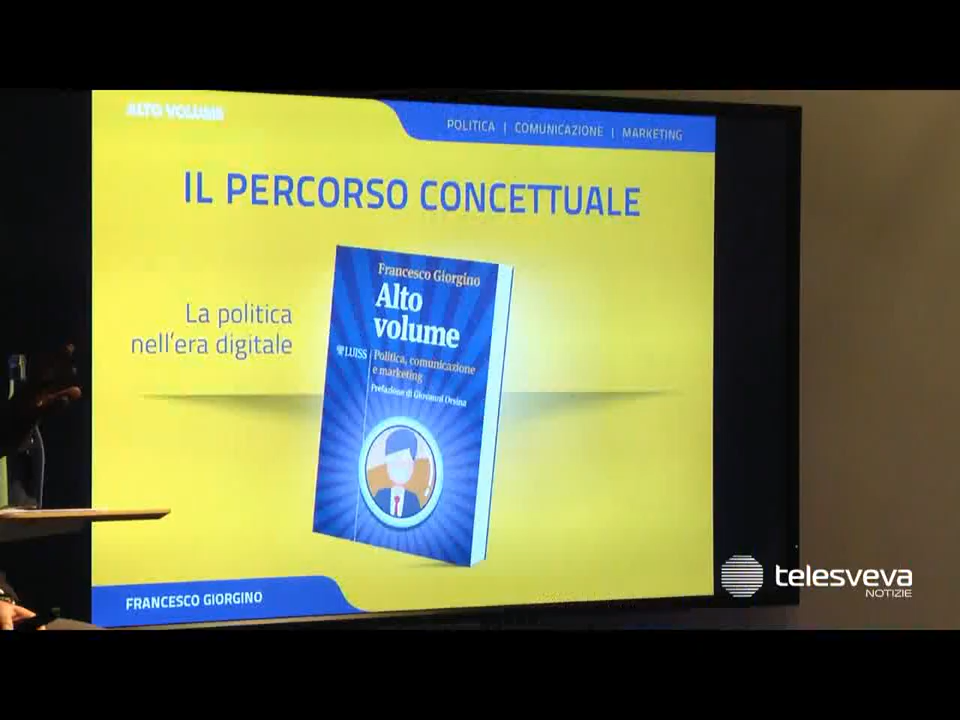 ALTO VOLUME
POLITICA | COMUNICAZIONE | MARKETING
IL PERCORSO CONCETTUALE
La politica
nell'era digitale
Francesco Giorgino
Alto
volume
LUISS
Politica, comunicazione
e marketing
Prefazione di Giovanni Orsina
FRANCESCO GIORGINO
telesveva
NOTIZIE